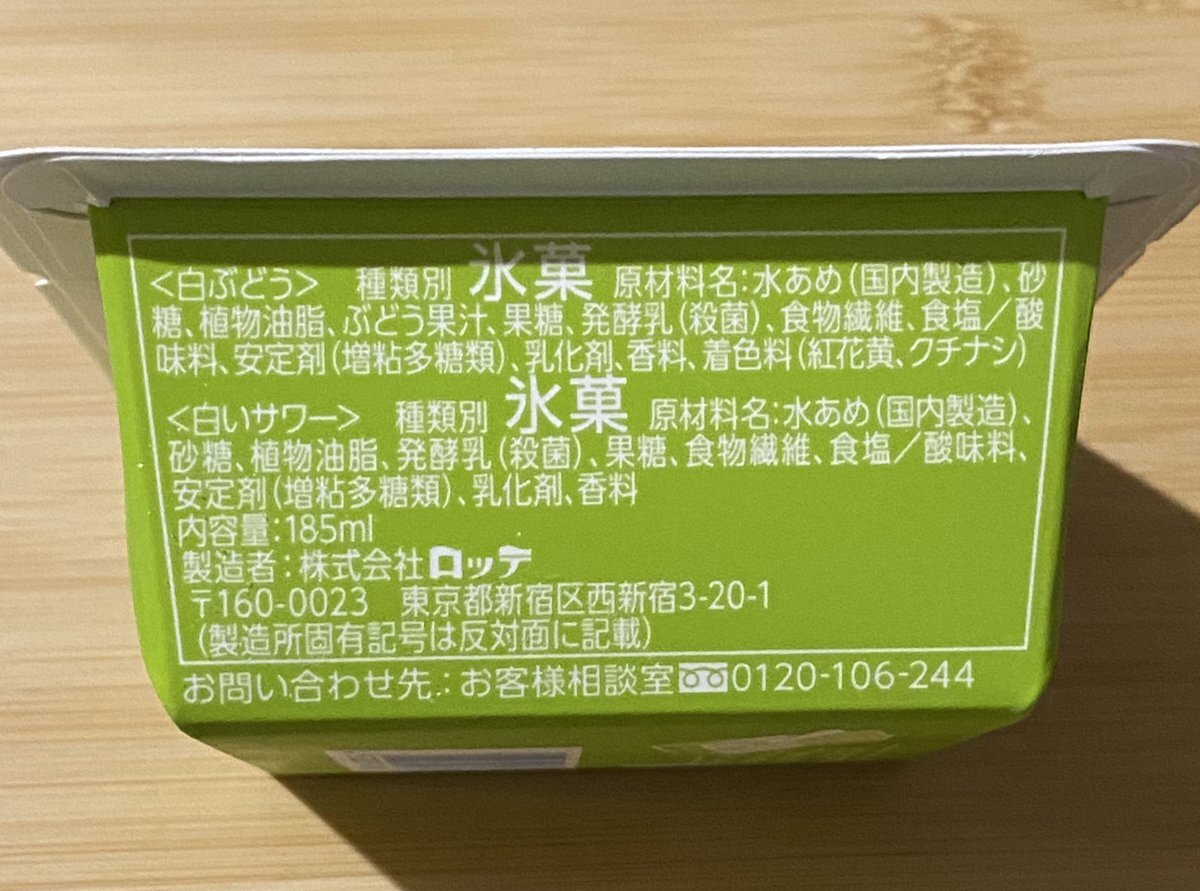 <白ぶどう> 種類別 氷菓 原材料名:水あめ(国内製造)、砂
糖、植物油脂、ぶどう果汁、果糖、発酵乳(殺菌)、食物繊維、食塩/酸
味料、安定剤(増粘多糖類)、乳化剤、香料、着色料(紅花黄、クチナシ)
<白いサワー> 種類別 氷菓 原材料名:水あめ(国内製造)、
砂糖、植物油脂、発酵乳(殺菌)、果糖、食物繊維、食塩/酸味料、
安定剤(増粘多糖類)、乳化剤、香料
内容量:185ml
製造者:株式会社ロッテ
〒160-0023 東京都新宿区西新宿3-20-1
(製造所固有記号は反対面に記載)
お問い合わせ先:お客様相談室0120-106-244